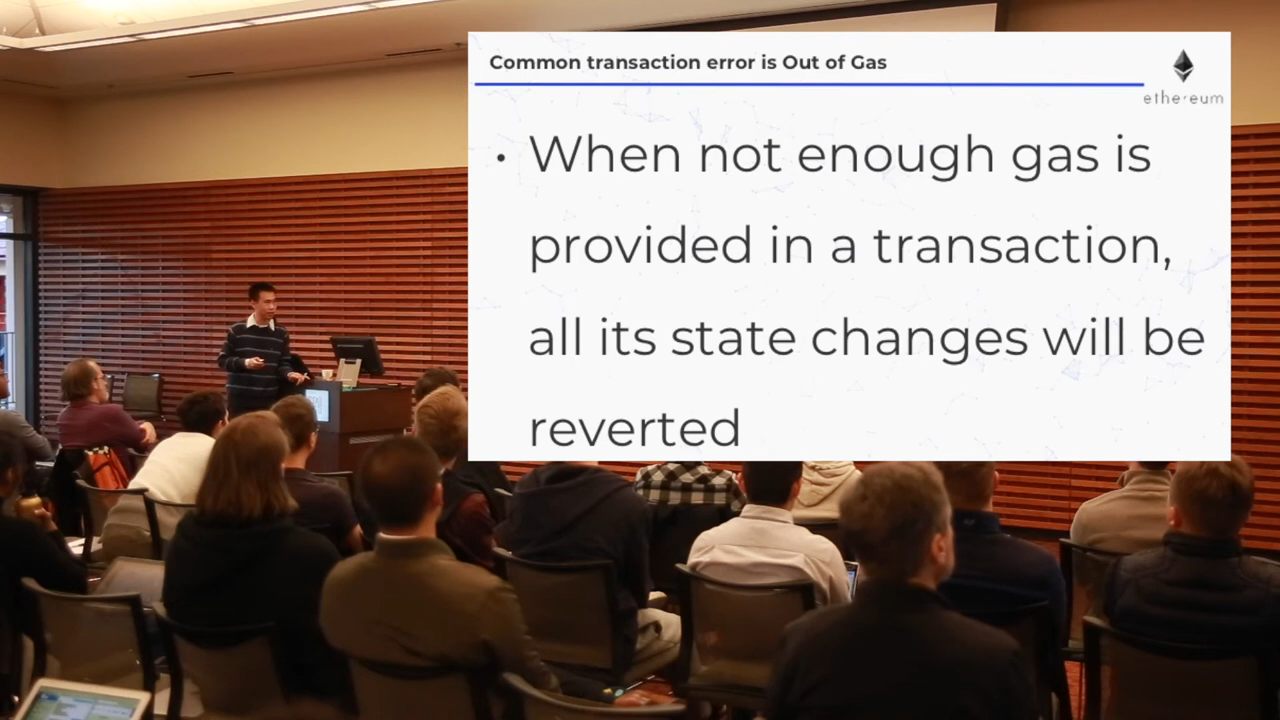 Common transaction error is Out of Gas
ethereum
• When not enough gas is
provided in a transaction,
all its state changes will be
reverted